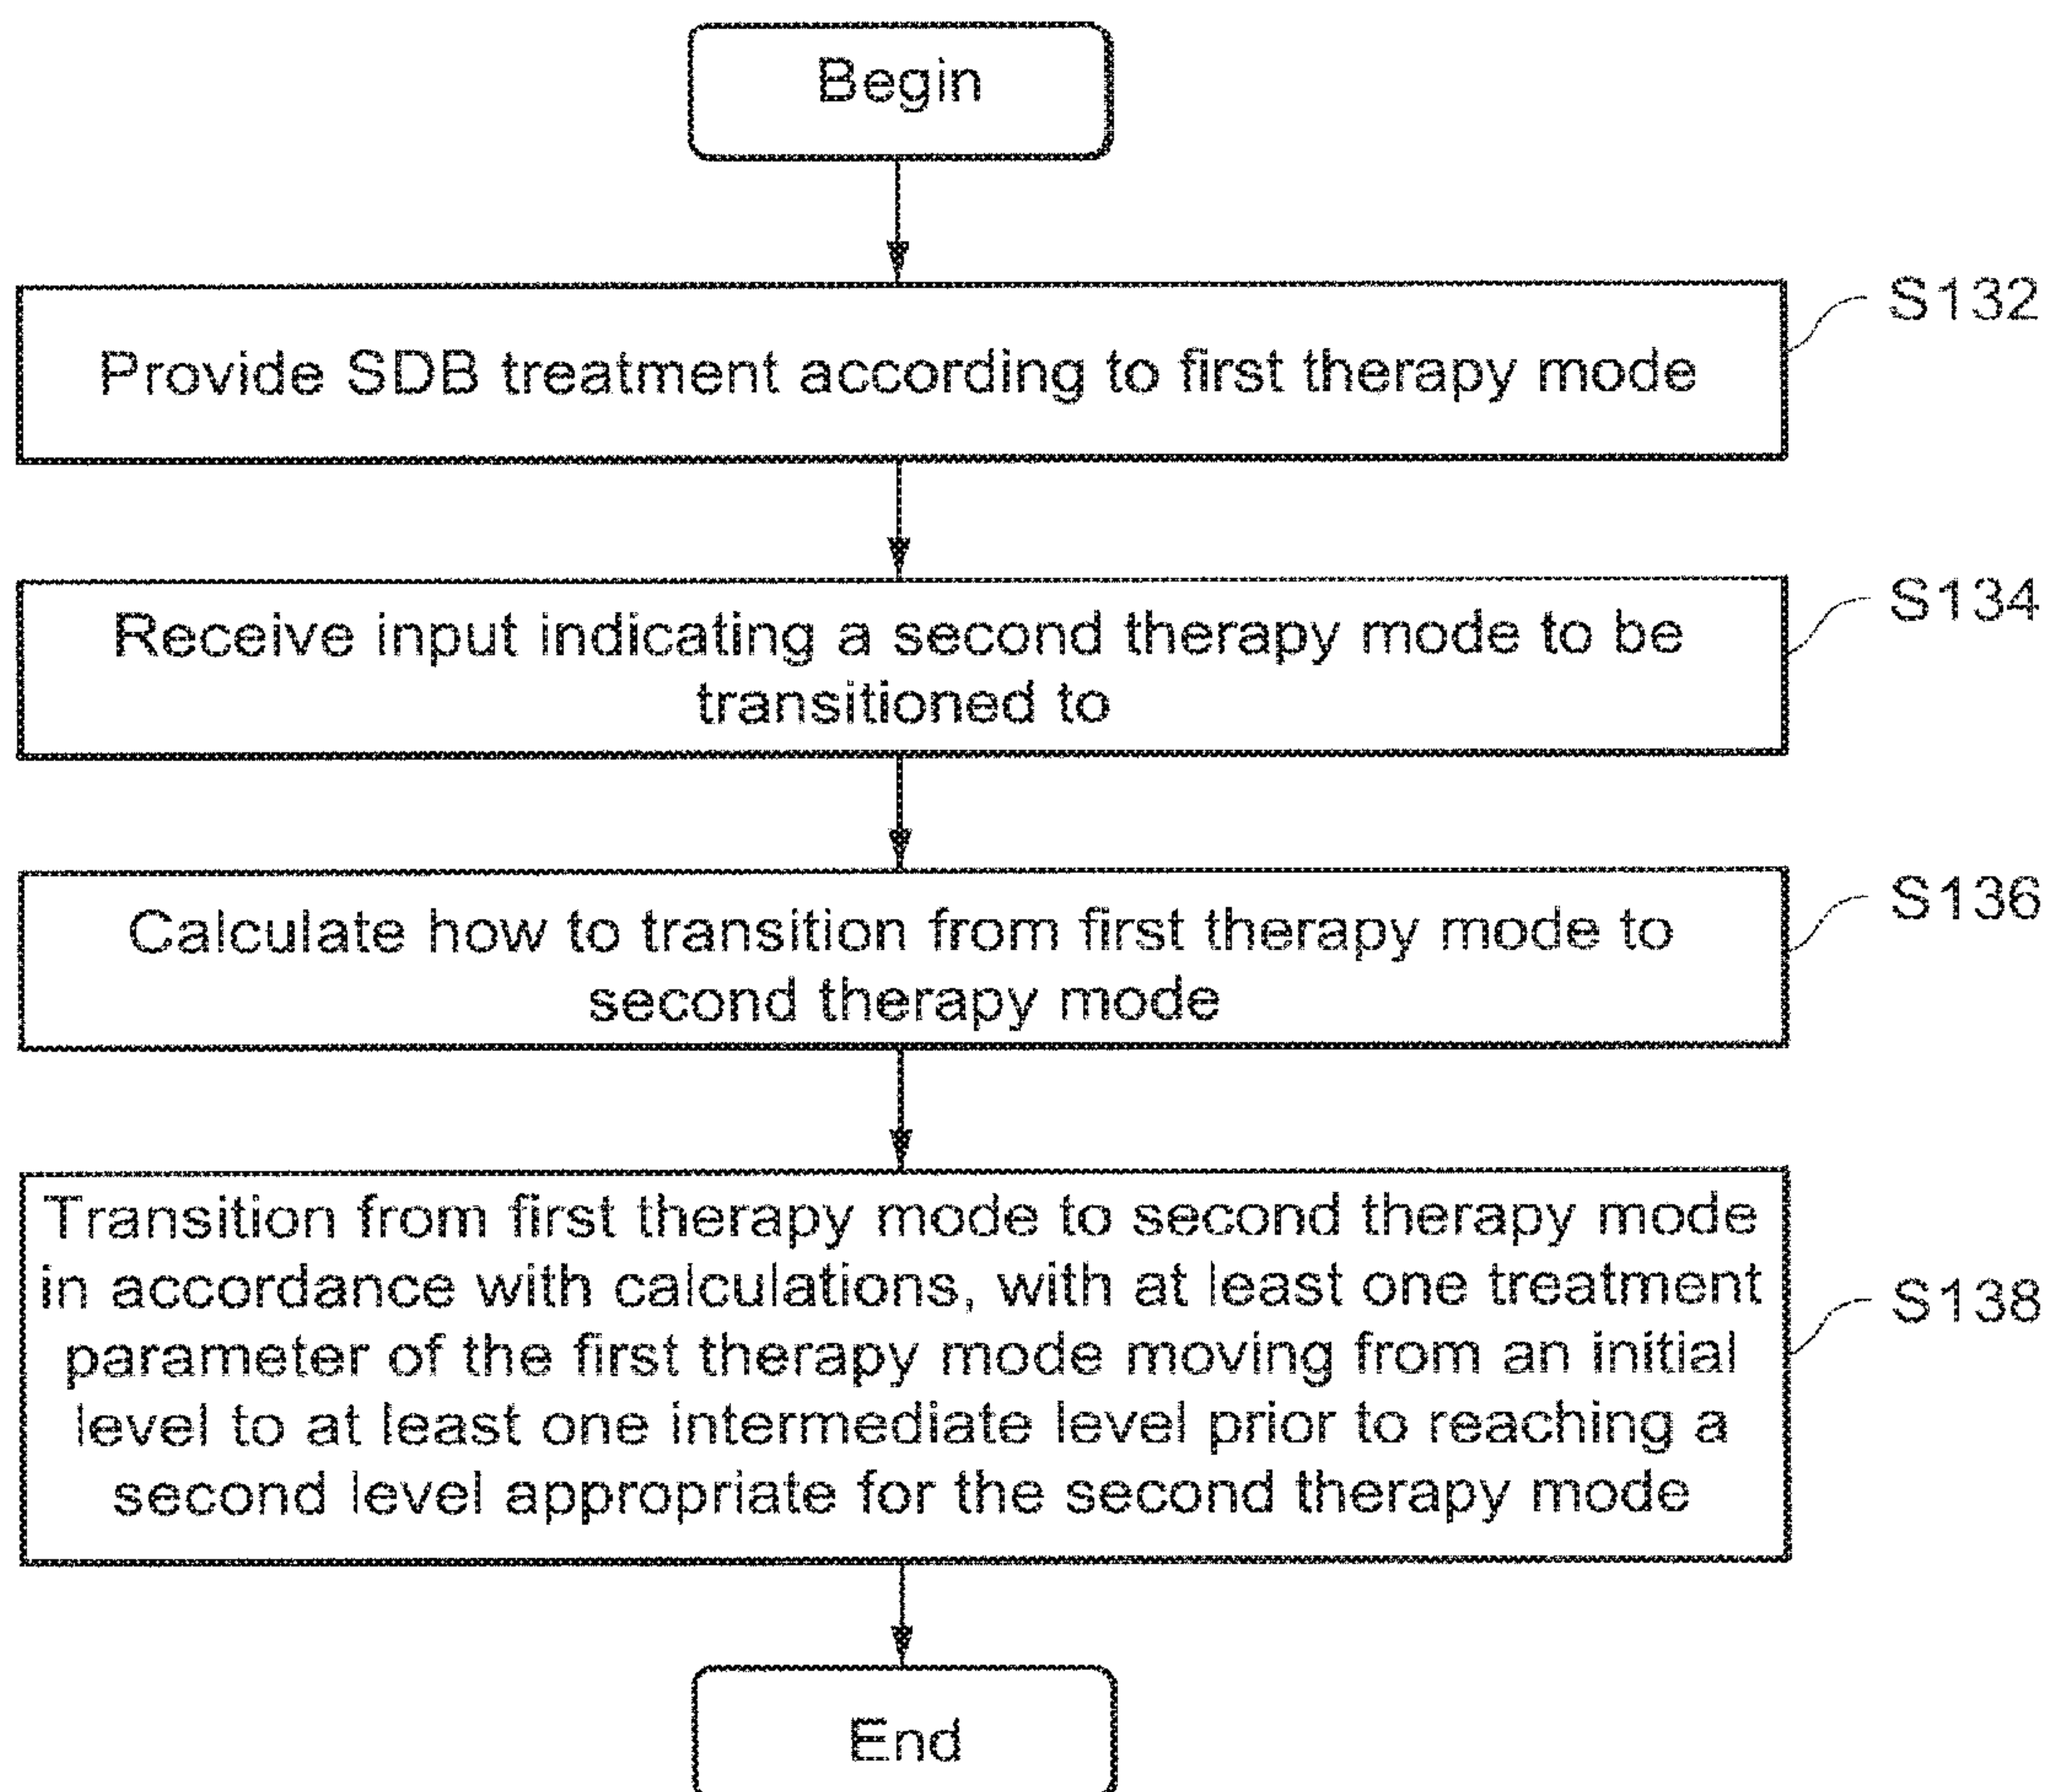 Begin
Provide SDB treatment according to first therapy mode
S132
Receive input indicating a second therapy mode to be
transitioned to
S134
Calculate how to transition from first therapy mode to
second therapy mode
S136
Transition from first therapy mode to second therapy mode
in accordance with calculations, with at least one treatment
parameter of the first therapy mode moving from an initial
level to at least one intermediate level prior to reaching a
second level appropriate for the second therapy mode
S138
End